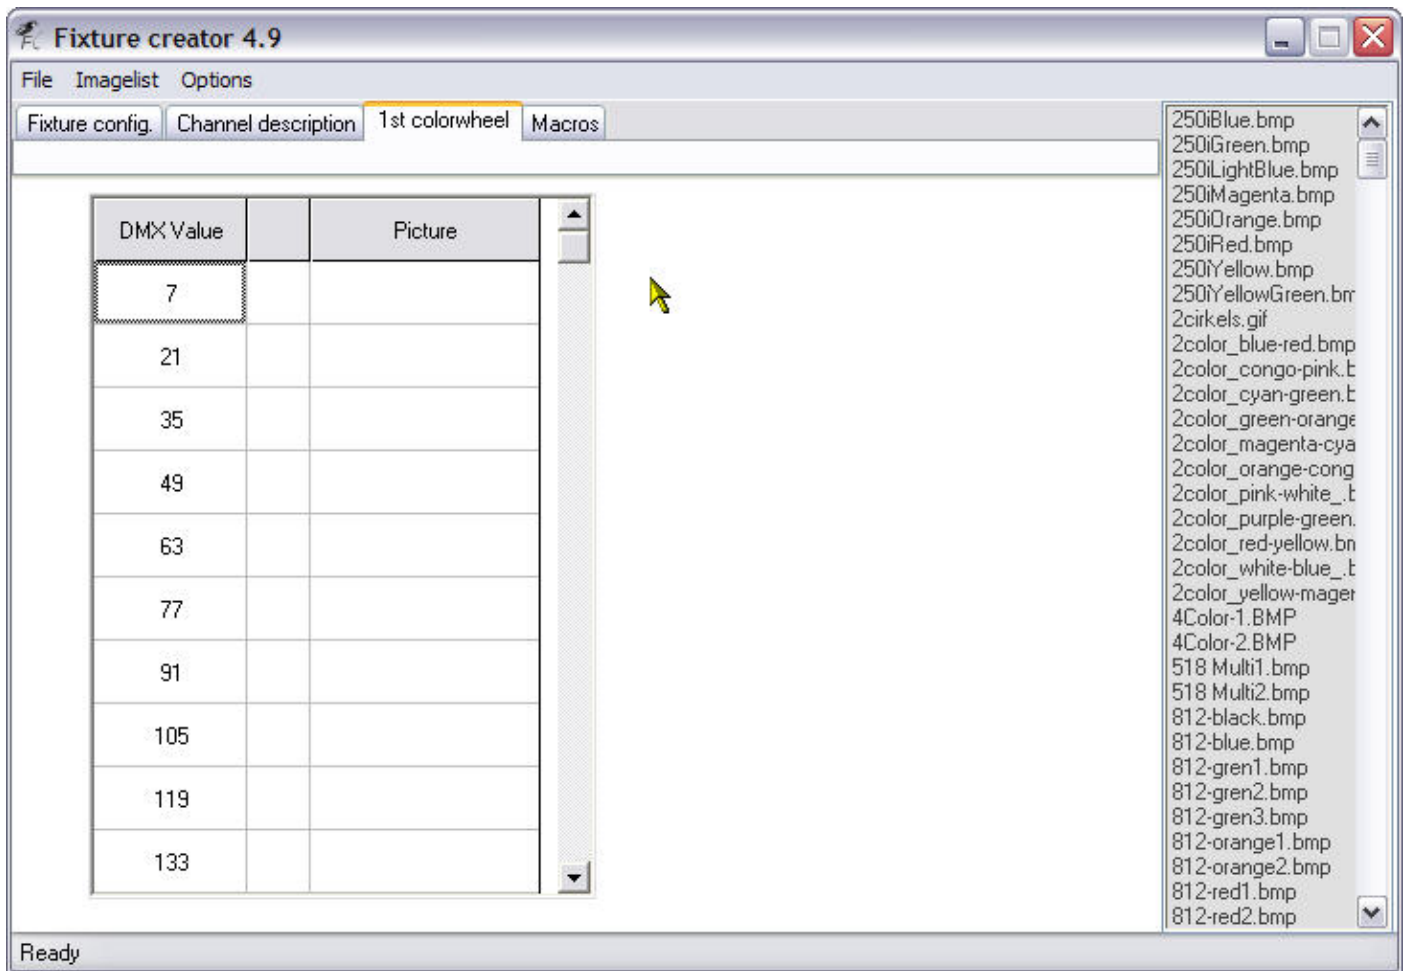 Fixture creator 4.9
File Imagelist Options
Fixture config. Channel description 1st colorwheel Macros
DMX Value Picture
7
21
35
49
63
77
91
105
119
133
250iBlue.bmp
250iGreen.bmp
250iLightBlue.bmp
250iMagenta.bmp
250iOrange.bmp
250iRed.bmp
250iYellow.bmp
250iYellowGreen.bm
2cirkels.gif
2color_blue-red.bmp
2color_congo-pink.b
2color_cyan-green.b
2color_green-orange
2color_magenta-cya
2color_orange-cong
2color_pink-white_.b
2color_purple-green.
2color_red-yellow.bm
2color_white-blue_.b
2color_yellow-magen
4Color-1.BMP
4Color-2.BMP
518 Multi1.bmp
518 Multi2.bmp
812-black.bmp
812-blue.bmp
812-gren1.bmp
812-gren2.bmp
812-gren3.bmp
812-orange1.bmp
812-orange2.bmp
812-red1.bmp
812-red2.bmp
Ready